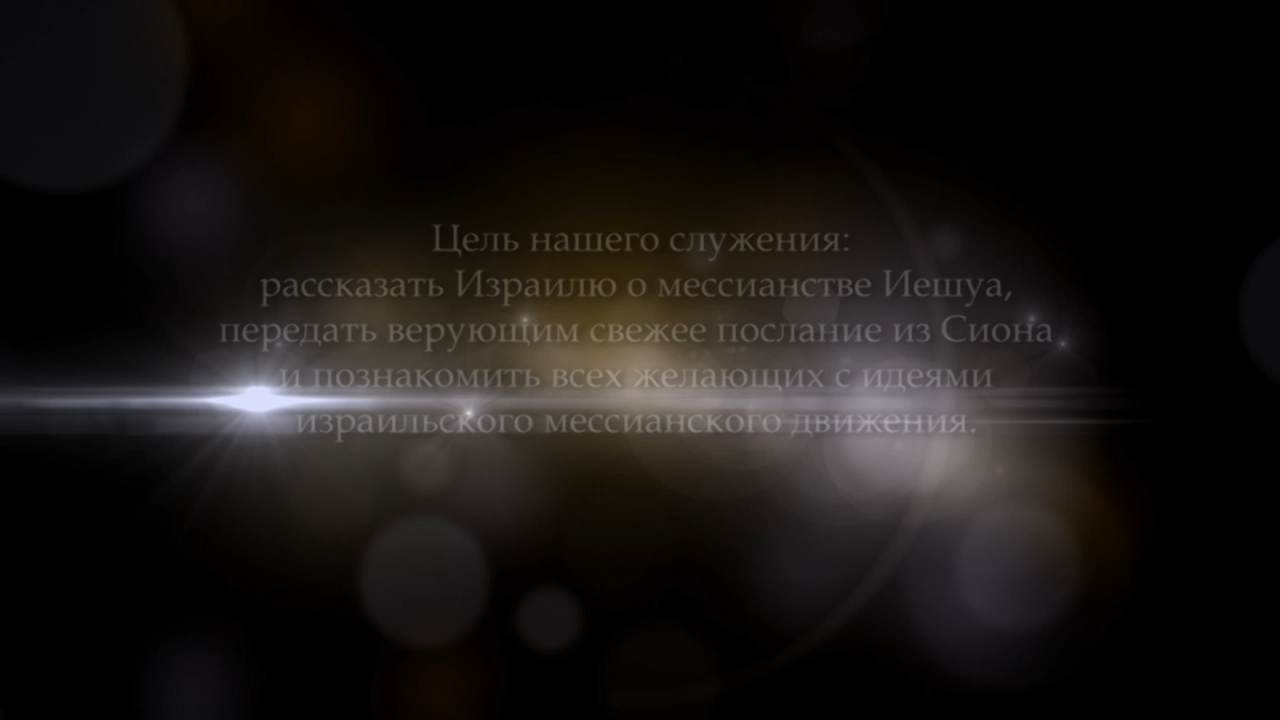 Цель нашего служения:
рассказать Израилю о мессианстве Иешуа,
передать верующим свежее послание из Сиона
и познакомить всех желающих с идеями
израильского мессианского движения.